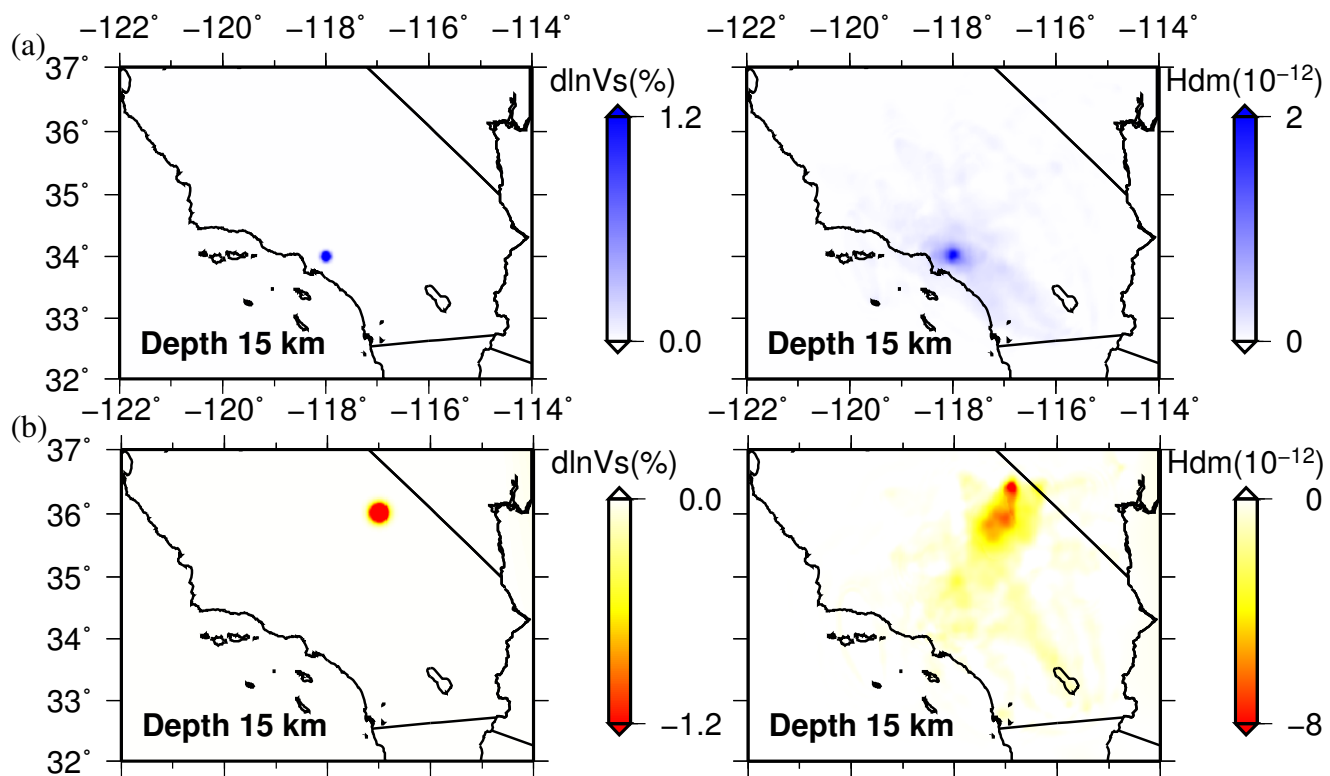 −122˚ −120˚ −118˚ −116˚ −114˚ −122˚ −120˚ −118˚ −116˚ −114˚
(a)
37˚ dlnVs(%) Hdm(10−12)
36˚ 1.2 2
35˚
34˚
33˚ 0.0 0
Depth 15 km Depth 15 km
32˚
−122˚ −120˚ −118˚ −116˚ −114˚ −122˚ −120˚ −118˚ −116˚ −114˚
(b)
37˚ dlnVs(%) Hdm(10−12)
0.0 0
36˚
35˚
34˚
33˚
Depth 15 km −1.2 Depth 15 km −8
32˚